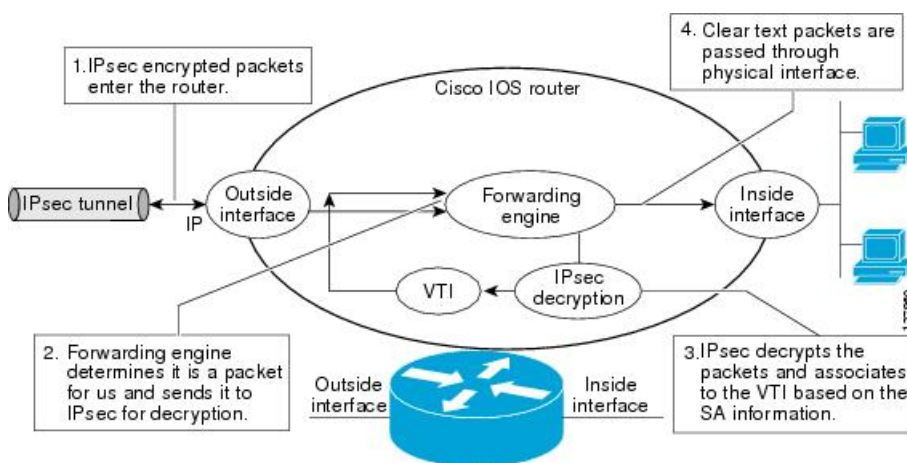 1. IPsec encrypted packets
enter the router.
4. Clear text packets are
passed through
physical interface.
Cisco IOS router
IPsec tunnel
IP
Outside
interface
Forwarding
engine
Inside
interface
VTI
IPsec
decryption
2. Forwarding engine
determines it is a packet
for us and sends it to
IPsec for decryption.
Outside
interface
Inside
interface
3. IPsec decrypts the
packets and associates
to the VTI based on the
SA information.